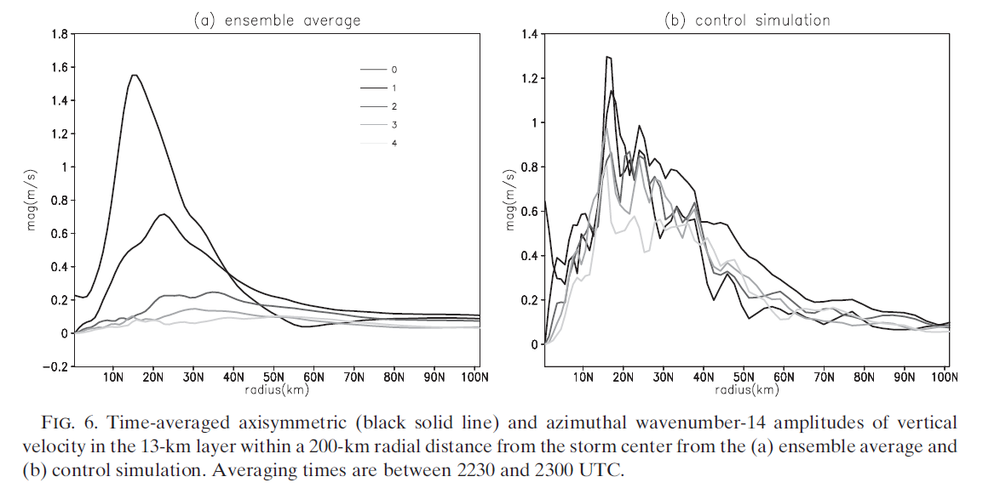 (a) ensemble average
(b) control simulation
1.8
1.6
1.4
1.2
1
0.8
0.6
0.4
0.2
0
−0.2
mag(m/s)
0
1
2
3
4
10N 20N 30N 40N 50N 60N 70N 80N 90N 100N
radius(km)
1.4
1.2
1
0.8
0.6
0.4
0.2
0
mag(m/s)
10N 20N 30N 40N 50N 60N 70N 80N 90N 100N
radius(km)
FIG. 6. Time-averaged axisymmetric (black solid line) and azimuthal wavenumber-14 amplitudes of vertical
velocity in the 13-km layer within a 200-km radial distance from the storm center from the (a) ensemble average and
(b) control simulation. Averaging times are between 2230 and 2300 UTC.